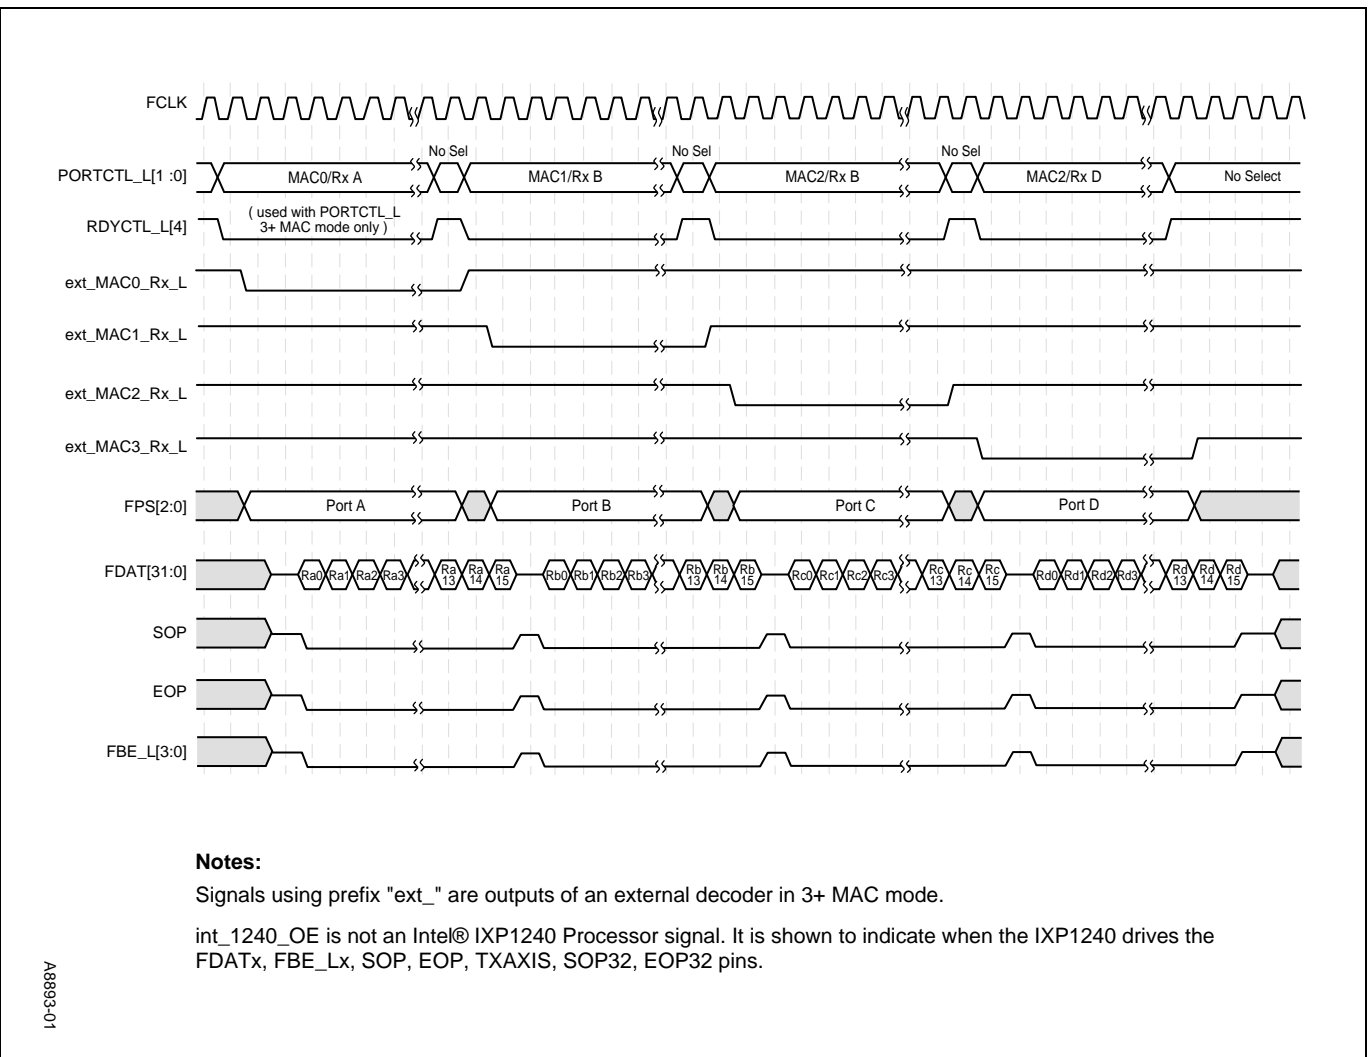 FCLK
No Sel No Sel No Sel
PORTCTL_L[1 :0] MAC0/Rx A MAC1/Rx B MAC2/Rx B MAC2/Rx D No Select
( used with PORTCTL_L
3+ MAC mode only )
RDYCTL_L[4]
ext_MAC0_Rx_L
ext_MAC1_Rx_L
ext_MAC2_Rx_L
ext_MAC3_Rx_L
FPS[2:0] Port A Port B Port C Port D
FDAT[31:0] Ra0 Ra1 Ra2 Ra3 Ra 13 Ra 14 Ra 15 Rb0 Rb1 Rb2 Rb3 Rb 13 Rb 14 Rb 15 Rc0 Rc1 Rc2 Rc3 Rc 13 Rc 14 Rc 15 Rd0 Rd1 Rd2 Rd3 Rd 13 Rd 14 Rd 15
SOP
EOP
FBE_L[3:0]
Notes:
Signals using prefix "ext_" are outputs of an external decoder in 3+ MAC mode.
int_1240_OE is not an Intel® IXP1240 Processor signal. It is shown to indicate when the IXP1240 drives the
FDATx, FBE_Lx, SOP, EOP, TXAXIS, SOP32, EOP32 pins.
A8893-01